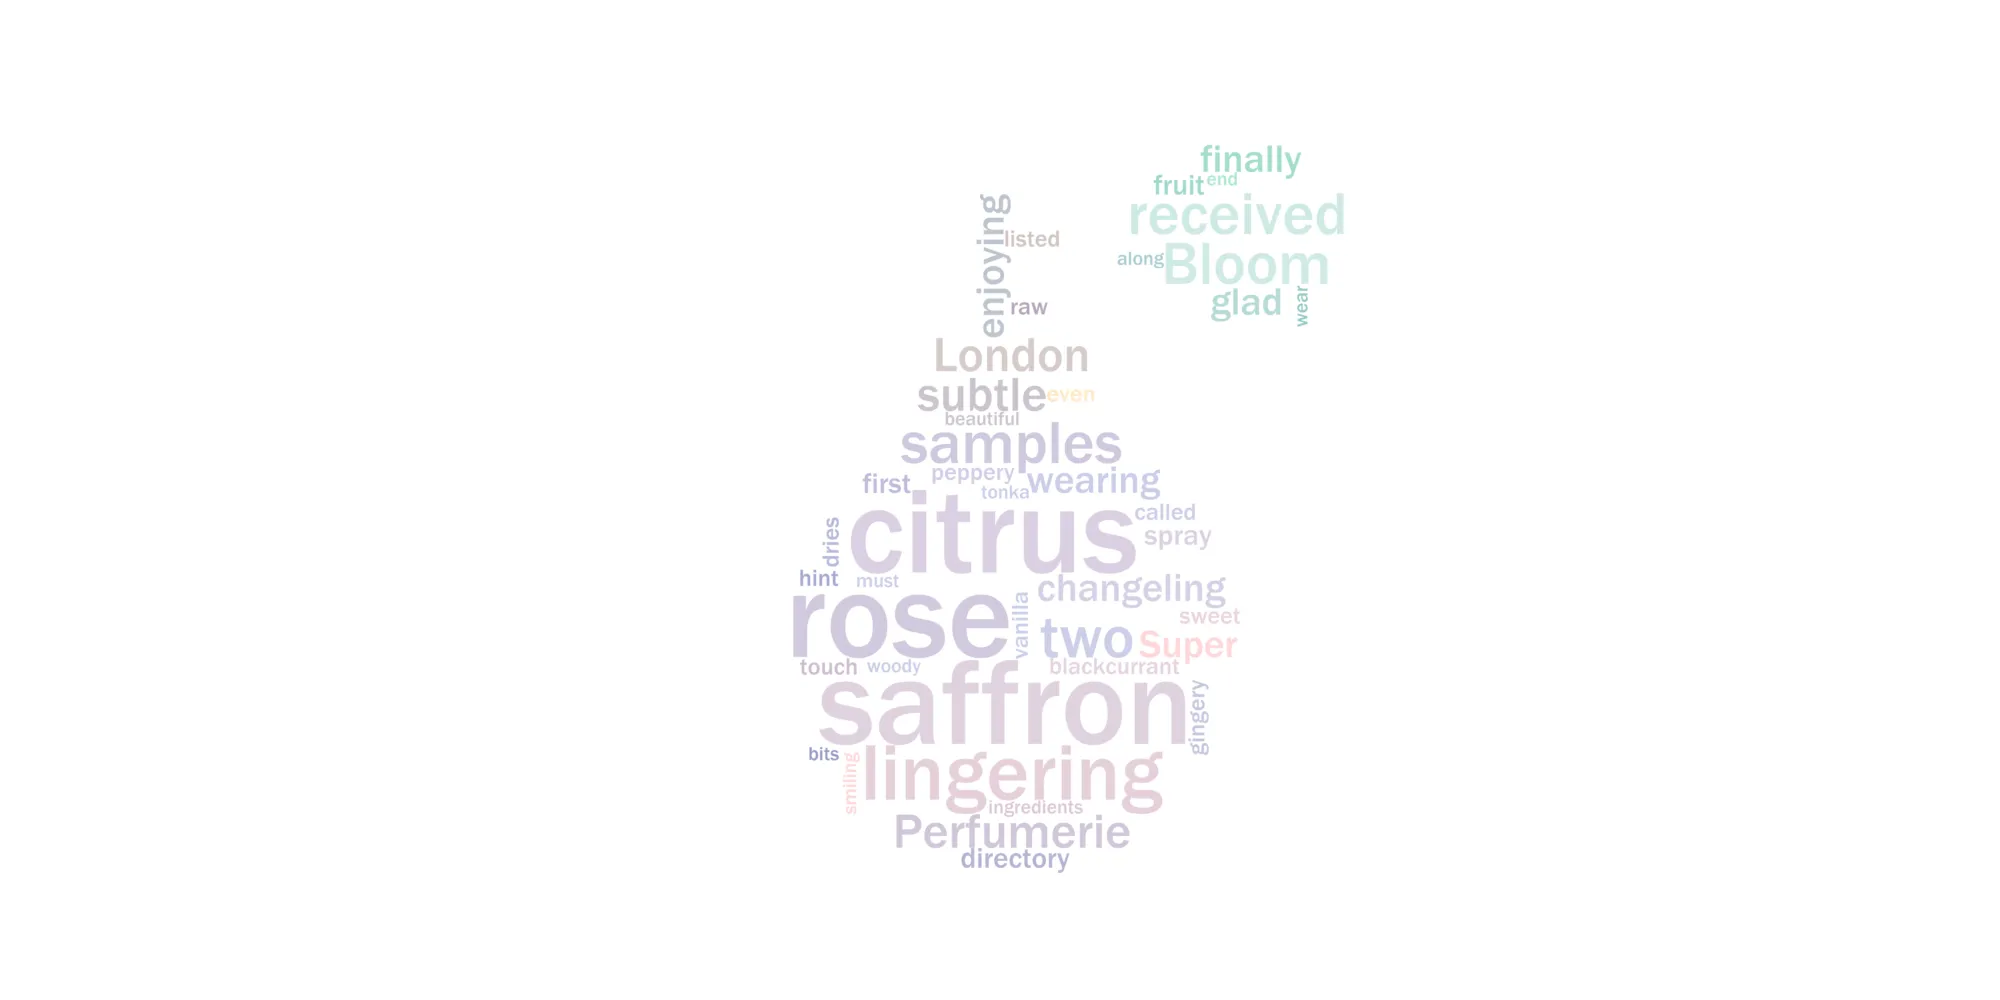 finally
fruit
end
enjoying
received
listed
along
Bloom
raw
glad
wear
London
subtle
even
beautiful
samples
peppery
wearing
first
tonka
citrus
called
spray
dries
hint
must
changeling
rose
vanilla
sweet
two
Super
touch
woody
blackcurrant
saffron
gingery
bits
smiling
lingering
ingredients
Perfumerie
directory